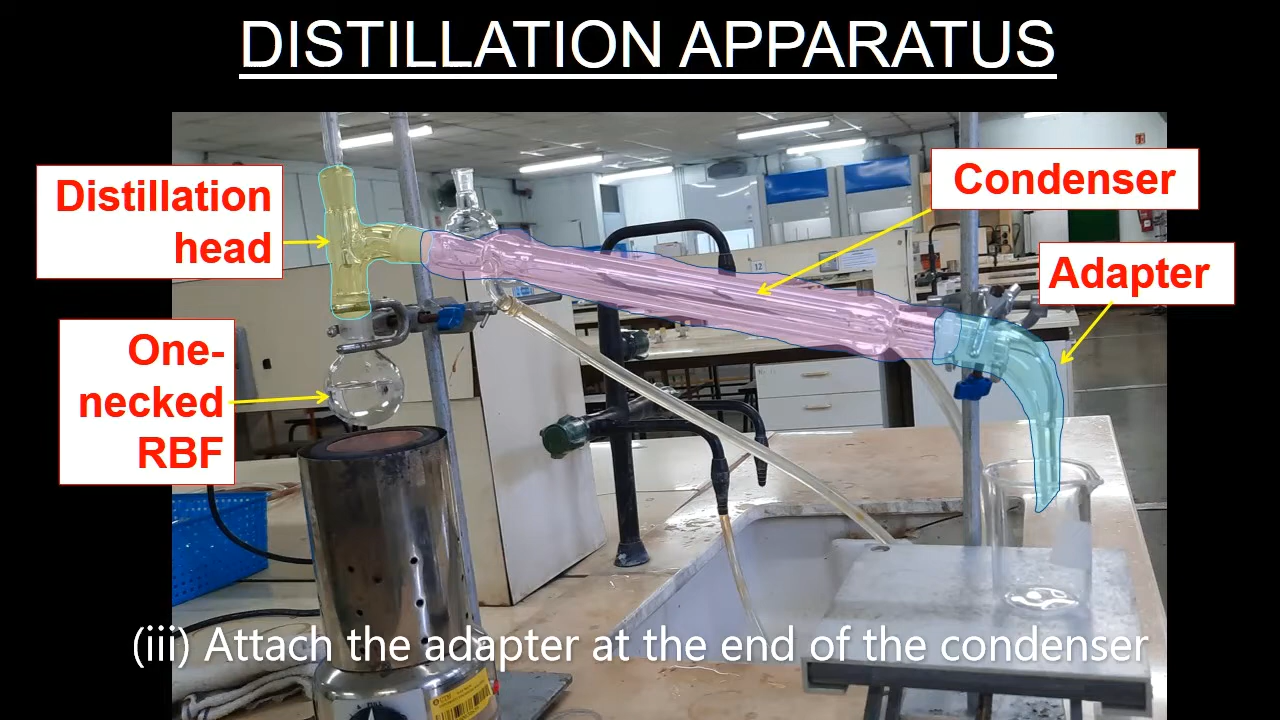 DISTILLATION APPARATUS
Distillation
head
Condenser
Adapter
One-
necked
RBF
12
(iii) Attach the adapter at the end of the condenser